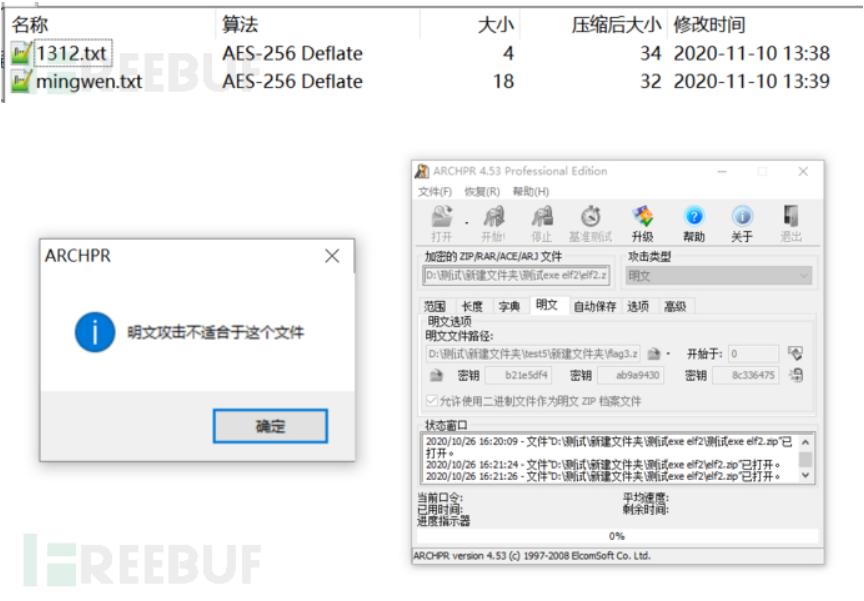 名称 算法 大小 压缩后大小 修改时间
1312.txt AES-256 Deflate 4 34 2020-11-10 13:38
mingwen.txt AES-256 Deflate 18 32 2020-11-10 13:39
REEBUF
ARCHPR
明文攻击不适合于这个文件
确定
ARCHPR 4.53 Professional Edition
文件(F) 恢复(R) 帮助(H)
打开 开始! 停止 基准测试 升级 帮助 关于 退出
加密的 ZIP/RAR/ACE/ARJ 文件 攻击类型
D:\测试\新建文件夹\测试exe elf2\elf2.z 明文
范围 长度 字典 明文 自动保存 选项 高级
明文选项
明文文件路径:
D:\测试\新建文件夹\test5\新建文件夹\flag3.z 开始于: 0
密钥 b21e5df4 密钥 ab9a9430 密钥 8c336475
允许使用二进制文件作为明文 ZIP 档案文件
状态窗口
2020/10/26 16:20:09 - 文件"D:\测试\新建文件夹\测试exe elf2\测试exe elf2.zip"已
打开。
2020/10/26 16:21:24 - 文件"D:\测试\新建文件夹\测试exe elf2\elf2.zip"已打开。
2020/10/26 16:21:26 - 文件"D:\测试\新建文件夹\测试exe elf2\elf2.zip"已打开。
当前口令: 平均速度:
已用时间: 剩余时间:
进度指示器
0%
ARCHPR version 4.53 (c) 1997-2008 ElcomSoft Co. Ltd.
FREEBUF